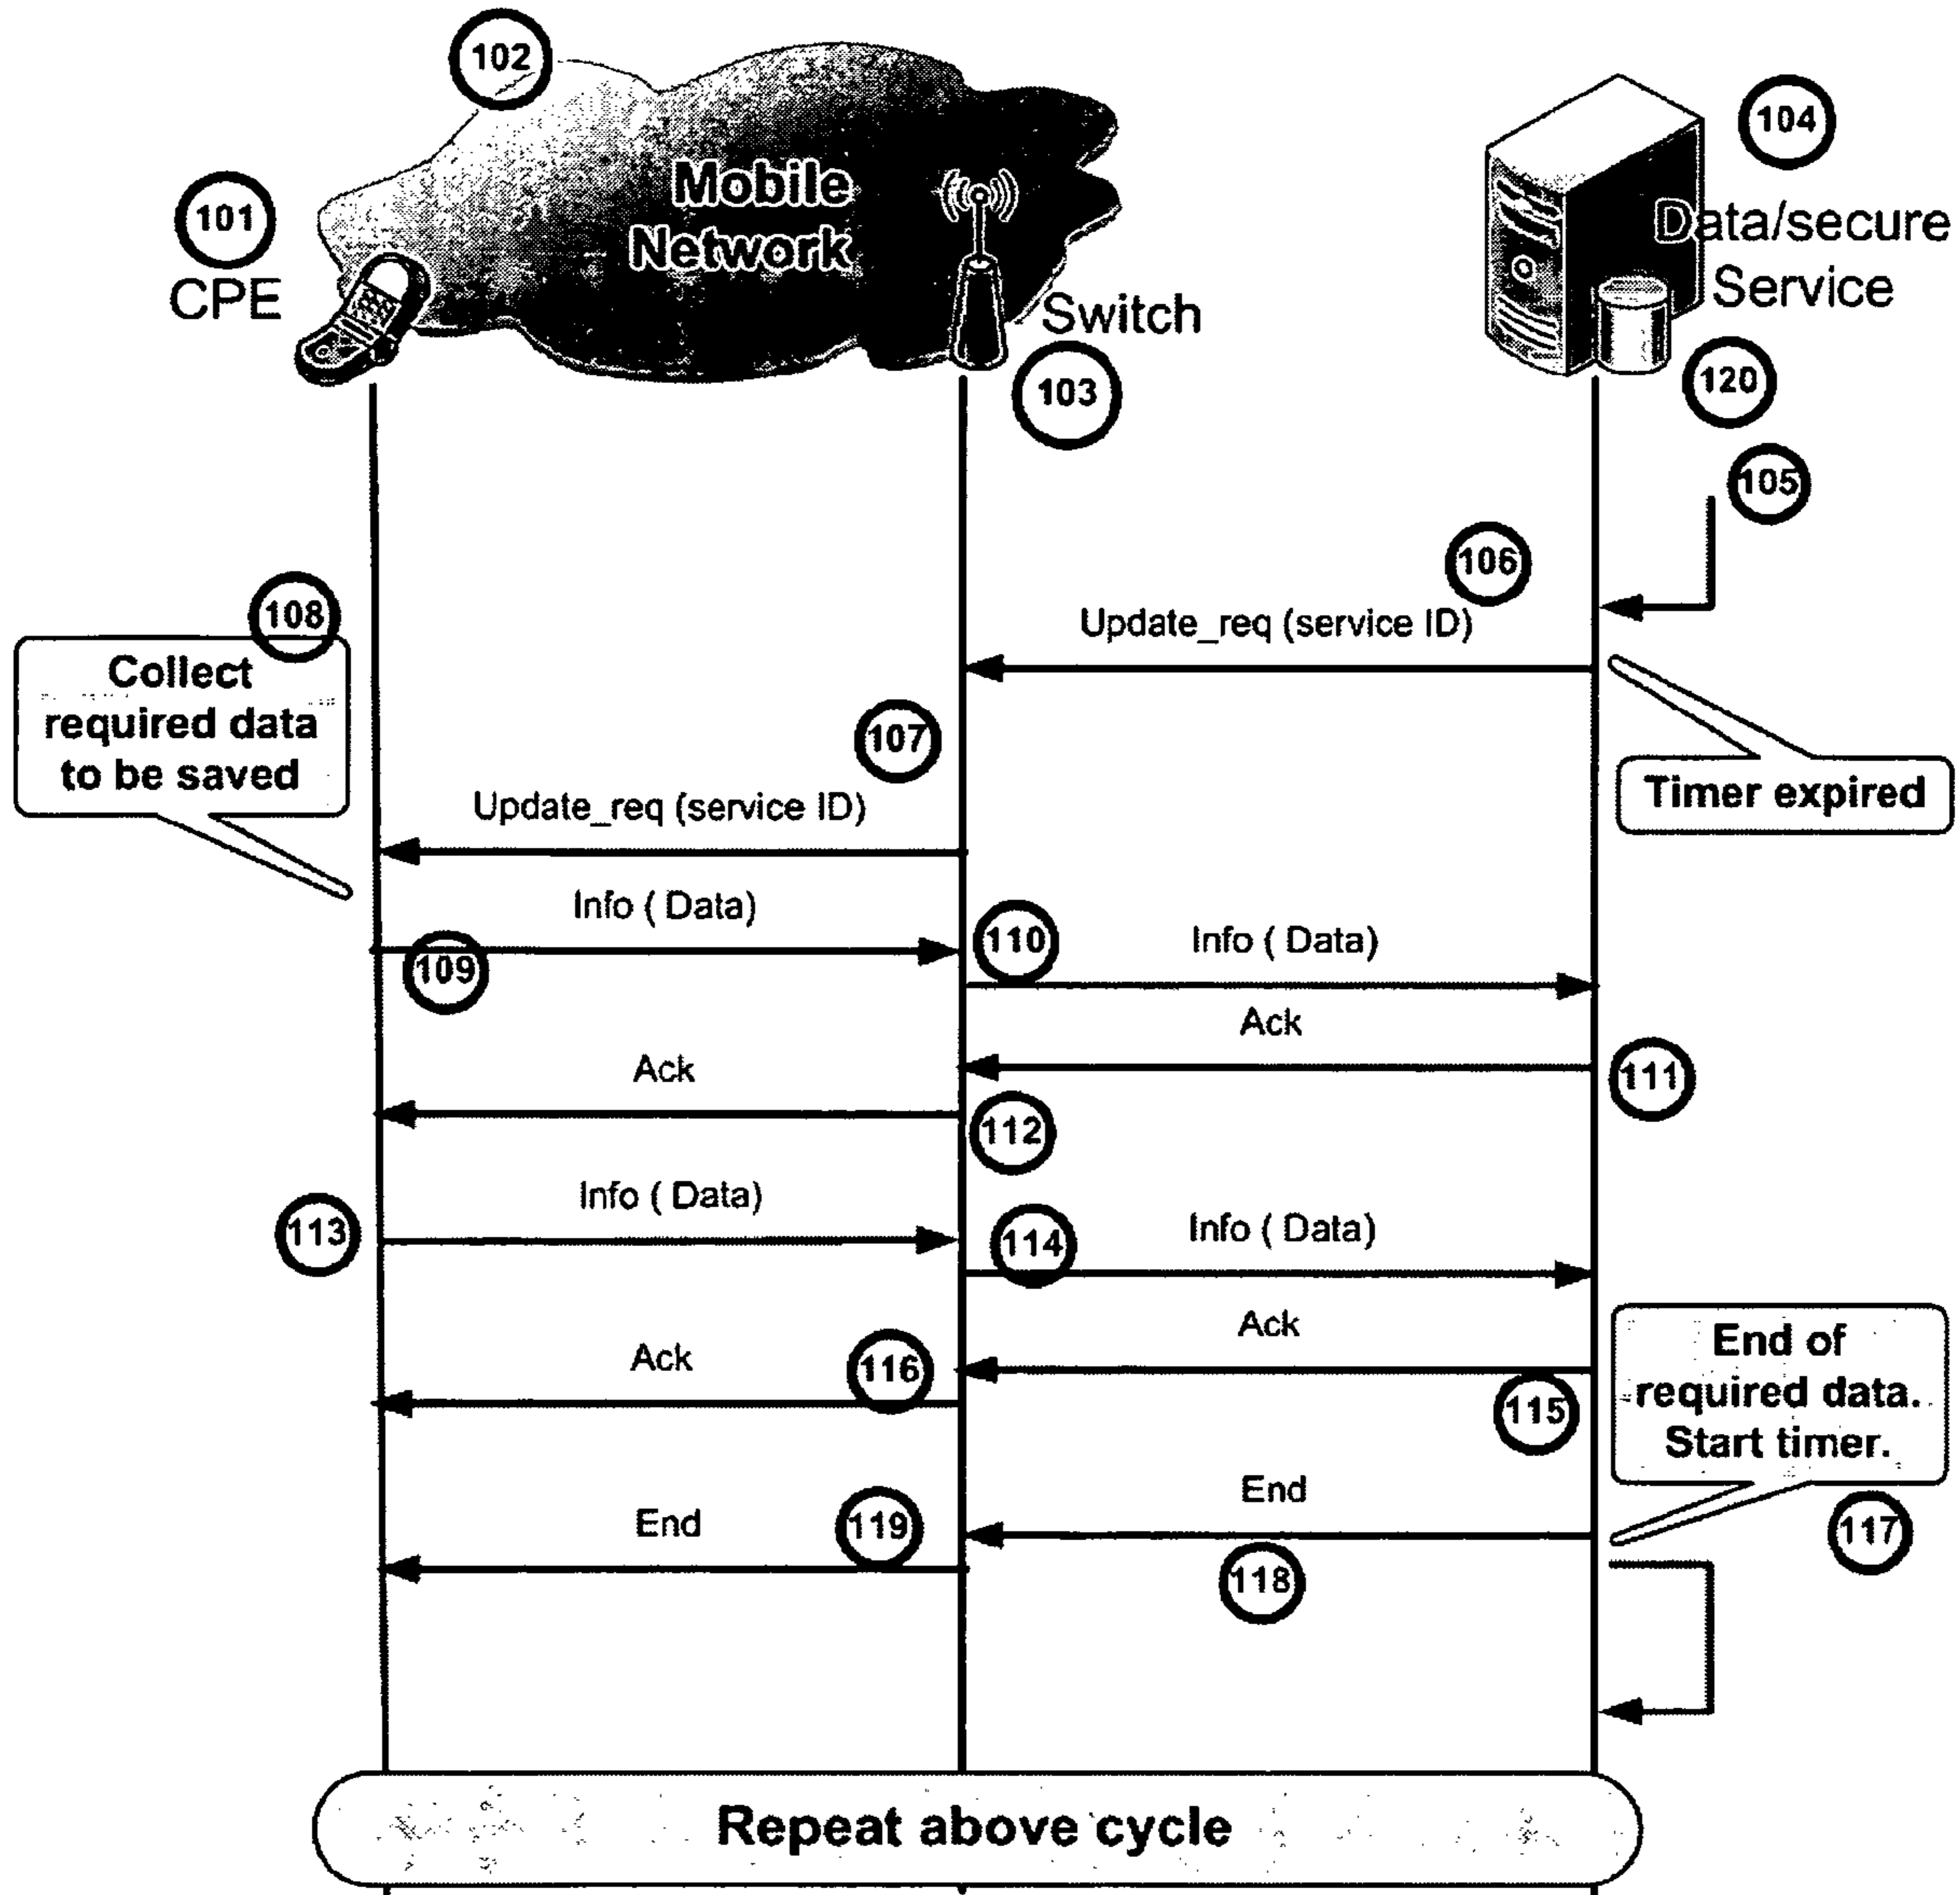 102
104
101
CPE
Mobile
Network
Switch
103
Data/secure
Service
120
105
106
Update_req (service ID)
108
Collect
required data
to be saved
107
Timer expired
Update_req (service ID)
Info ( Data)
109
110
Info ( Data)
Ack
111
Ack
112
Info ( Data)
113
114
Info ( Data)
Ack
115
Ack
116
End of
required data.
Start timer.
117
End
118
End
119
Repeat above cycle